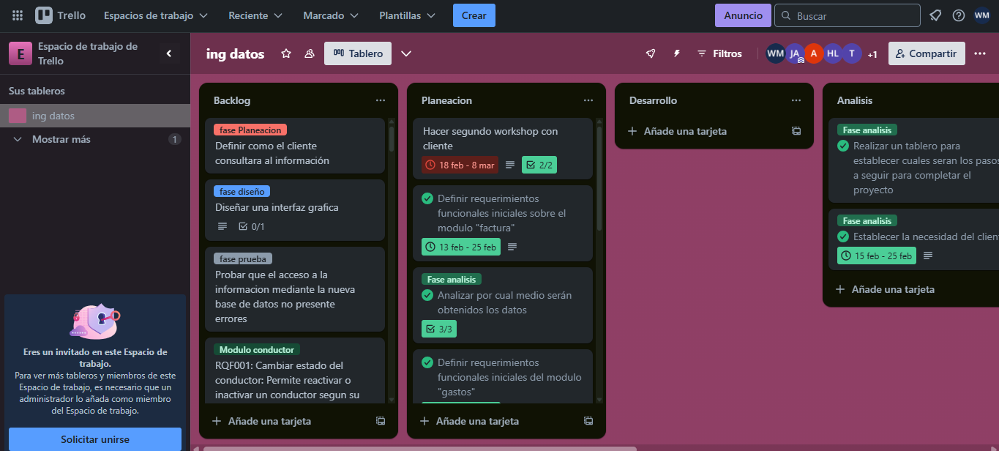 Trello
Espacios de trabajo
Reciente
Marcado
Plantillas
Crear
Anuncio
Buscar
WM
E
Espacio de trabajo de
Trello
ing datos
Tablero
Filtros
WM
JA
A
HL
T
+1
Compartir
Sus tableros
ing datos
Mostrar más
1
Eres un invitado en este Espacio de
trabajo.
Para ver más tableros y miembros de este
Espacio de trabajo, es necesario que un
administrador lo añada como miembro
del Espacio de trabajo.
Solicitar unirse
Backlog
fase Planeacion
Definir como el cliente
consultara al información
fase diseño
Diseñar una interfaz grafica
0/1
fase prueba
Probar que el acceso a la
informacion mediante la nueva
base de datos no presente
errores
Modulo conductor
RQF001: Cambiar estado del
conductor: Permite reactivar o
inactivar un conductor segun su
Añade una tarjeta
Planeacion
Hacer segundo workshop con
cliente
18 feb - 8 mar
2/2
Definir requerimientos
funcionales iniciales sobre el
modulo "factura"
13 feb - 25 feb
Fase analisis
Analizar por cual medio serán
obtenidos los datos
3/3
Definir requerimientos
funcionales iniciales del modulo
"gastos"
Añade una tarjeta
Desarrollo
Añade una tarjeta
Analisis
Fase analisis
Realizar un tablero para
establecer cuales seran los pasos
a seguir para completar el
proyecto
Fase analisis
Establecer la necesidad del clien
15 feb - 25 feb
Añade una tarjeta